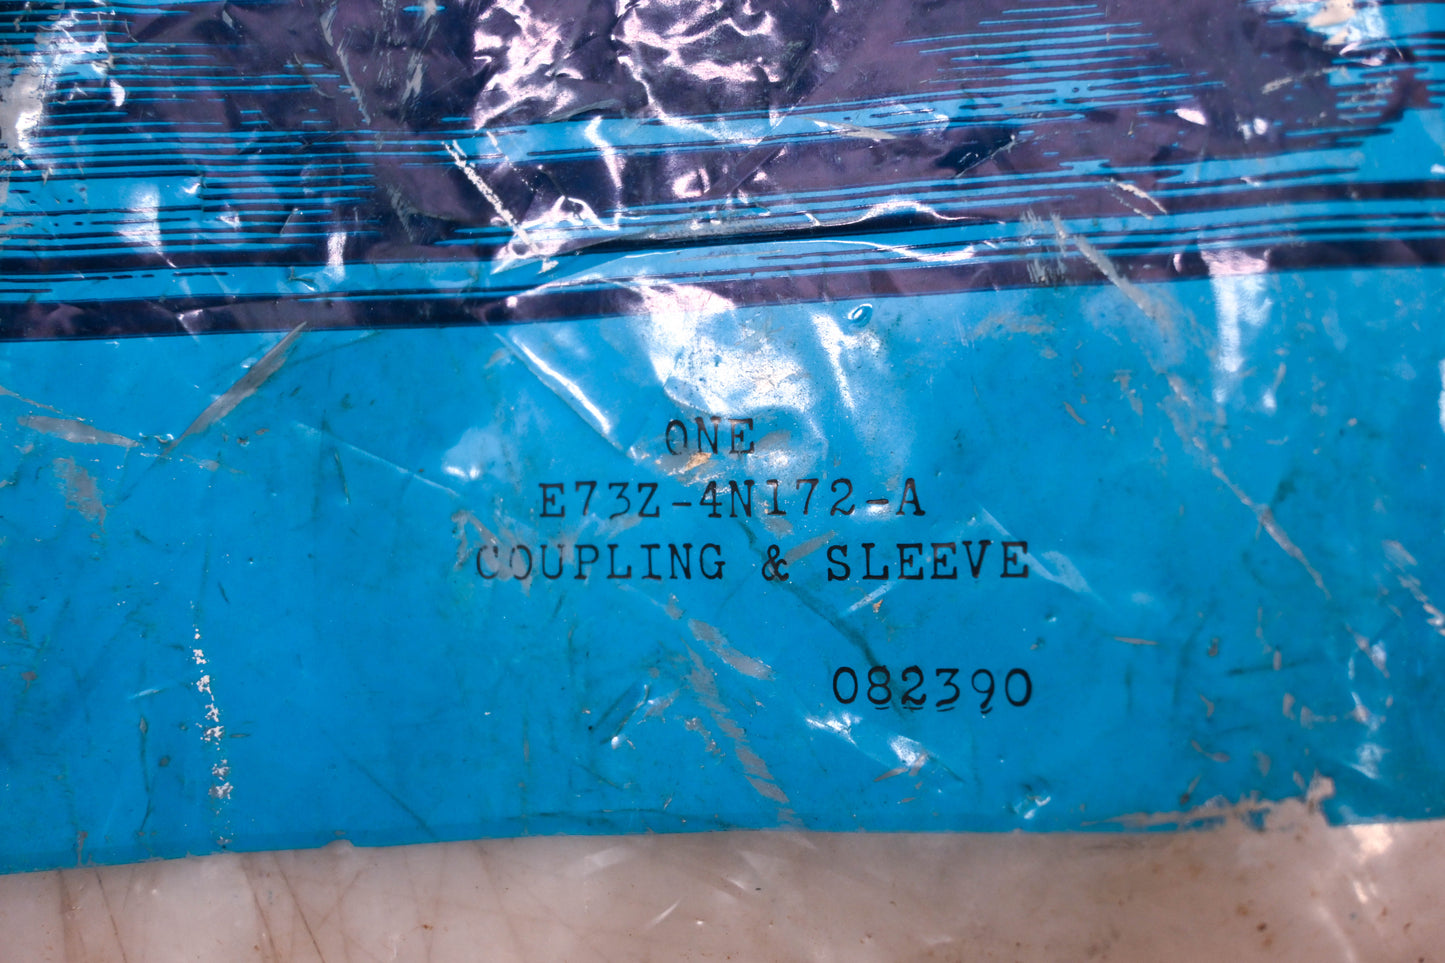 ONE
E73Z-4N172-A
COUPLING & SLEEVE
082390